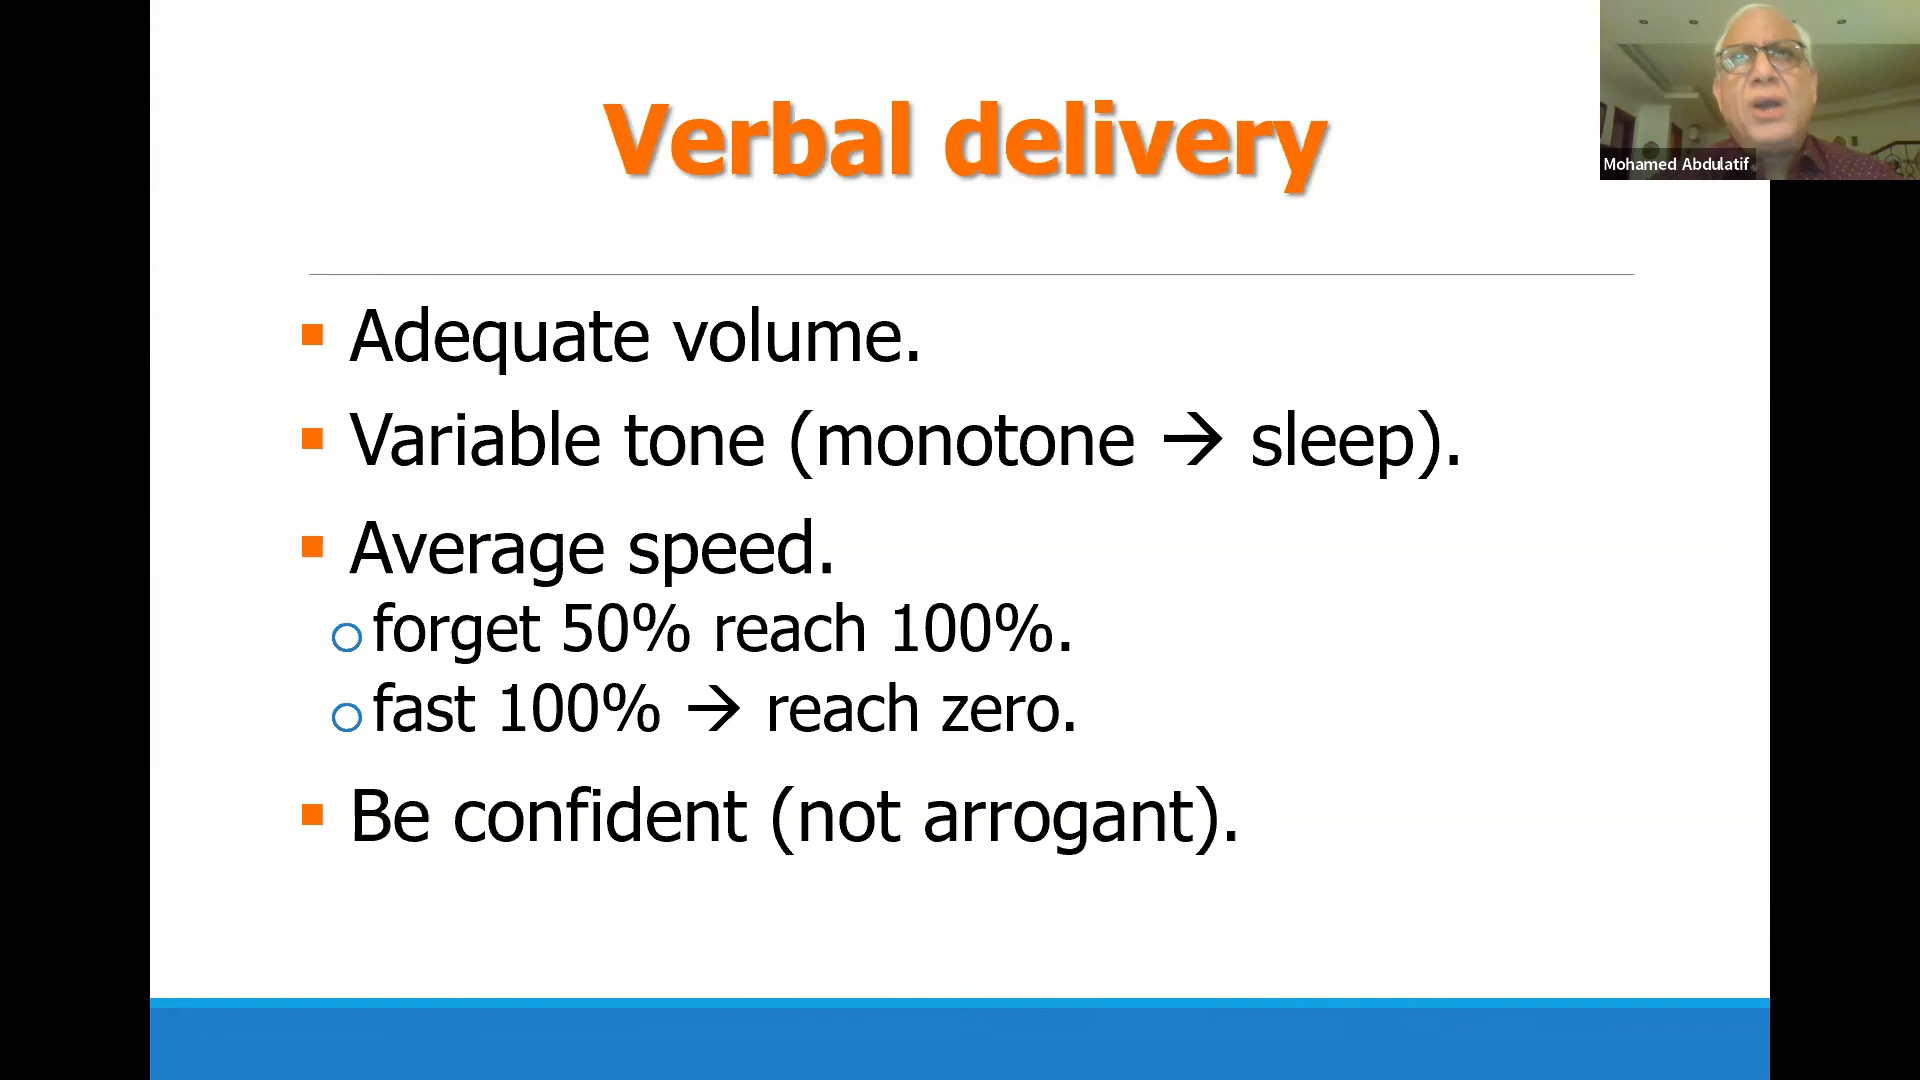 Verbal delivery
Mohamed Abdulatif
▪ Adequate volume.
▪ Variable tone (monotone → sleep).
▪ Average speed.
o forget 50% reach 100%.
o fast 100% → reach zero.
▪ Be confident (not arrogant).